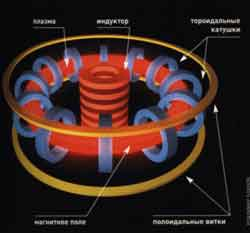 плазма
индуктор
тороидальные
катушки
магнитное поле
полоидальные витки